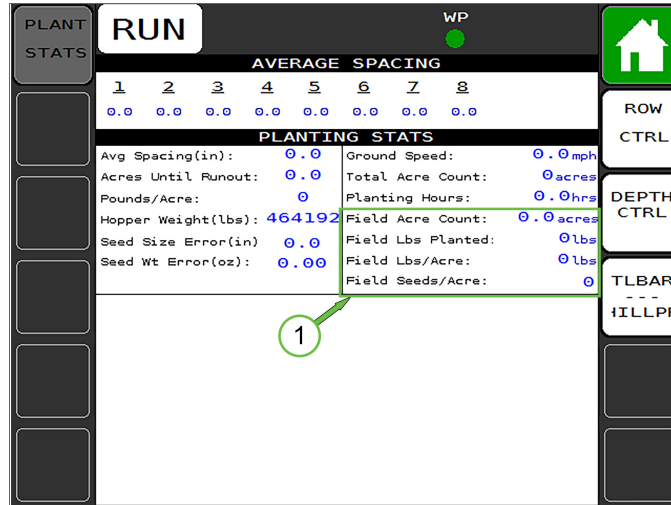 PLANT
STATS
RUN
WP
AVERAGE SPACING
1 2 3 4 5 6 7 8
0.0 0.0 0.0 0.0 0.0 0.0 0.0 0.0
PLANTING STATS
Avg Spacing(in): 0.0
Acres Until Runout: 0.0
Pounds/Acre: 0
Hopper Weight(lbs): 464192
Seed Size Error(in) 0.0
Seed Wt Error(oz): 0.00
Ground Speed: 0.0mph
Total Acre Count: 0acres
Planting Hours: 0.0hrs
Field Acre Count: 0.0acres
Field Lbs Planted: 0lbs
Field Lbs/Acre: 0lbs
Field Seeds/Acre: 0
1
ROW
CTRL
DEPTH
CTRL
TLBAR
---